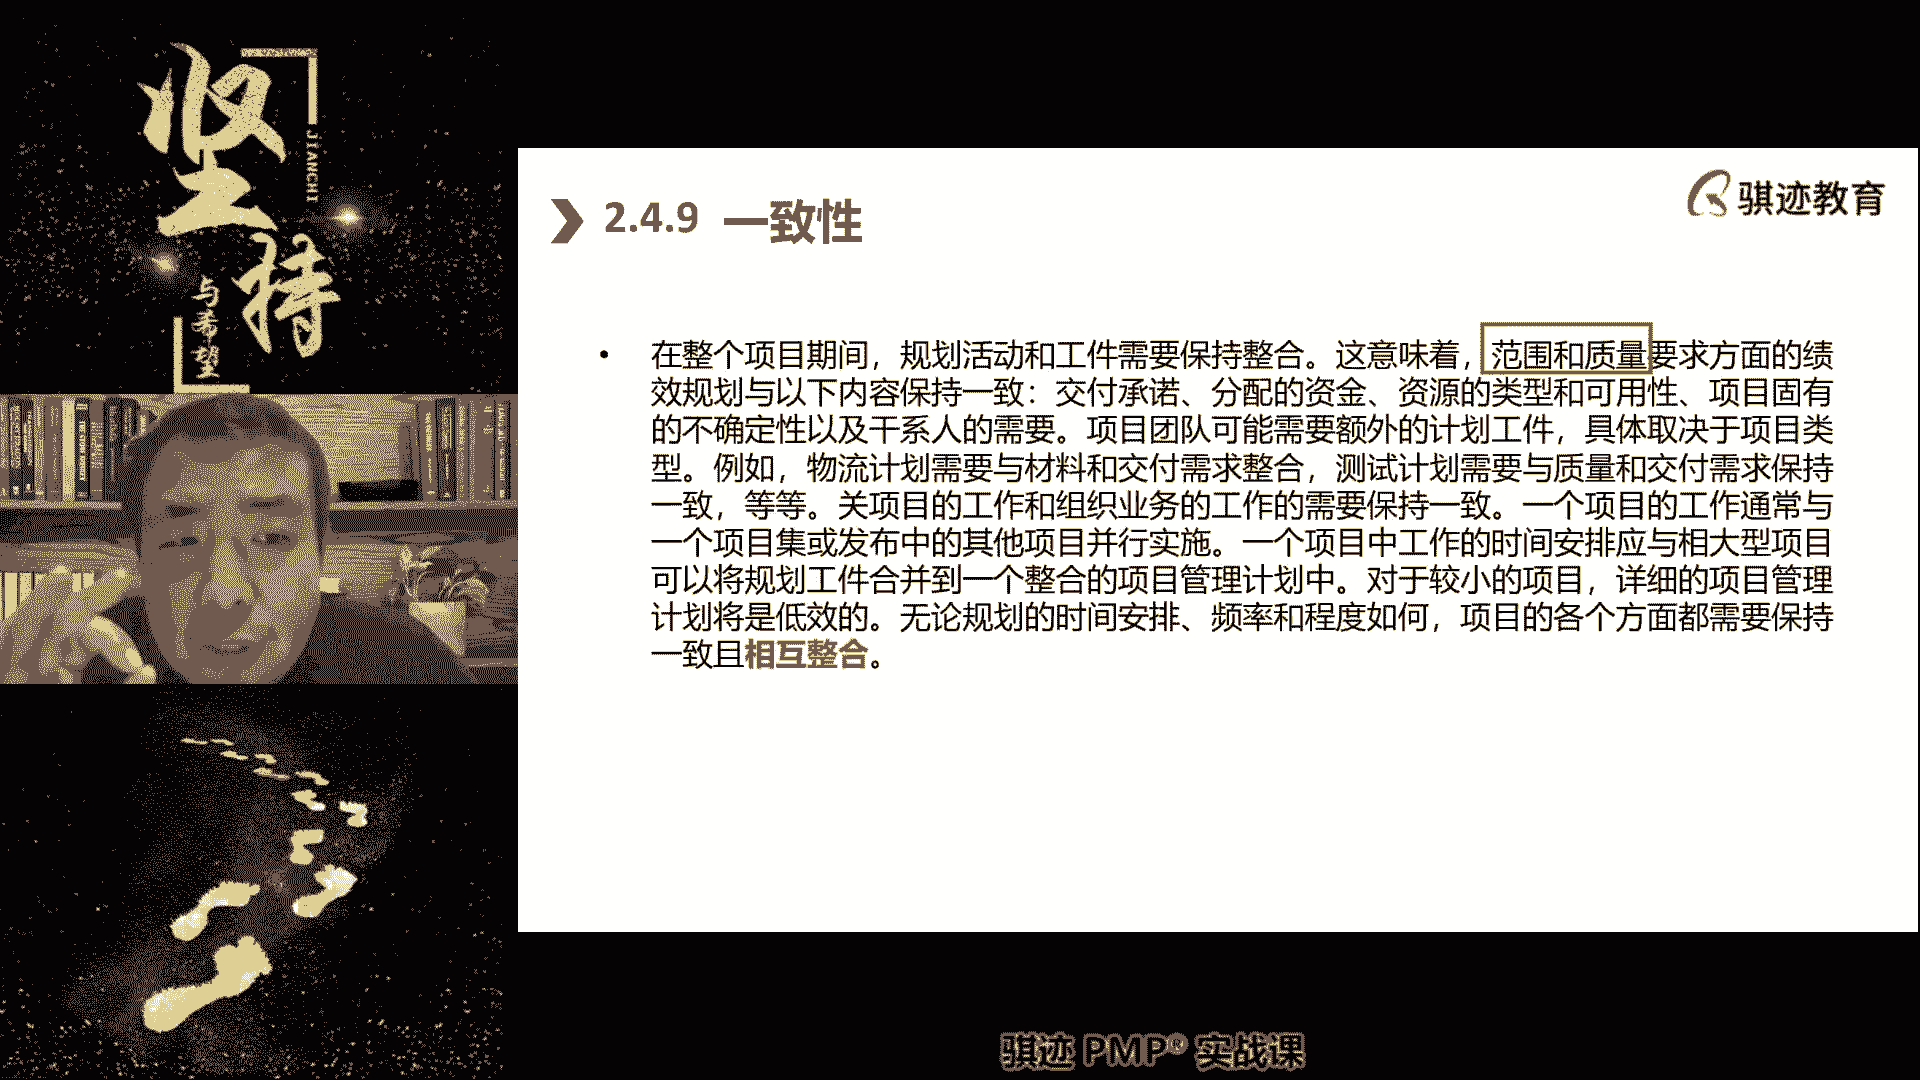 坚持
JIANCHI
与希望
骐迹教育
2.4.9 一致性
• 在整个项目期间，规划活动和工件需要保持整合。这意味着，范围和质量要求方面的绩
效规划与以下内容保持一致：交付承诺、分配的资金、资源的类型和可用性、项目固有
的不确定性以及干系人的需要。项目团队可能需要额外的计划工件，具体取决于项目类
型。例如，物流计划需要与材料和交付需求整合，测试计划需要与质量和交付需求保持
一致，等等。关项目的工作和组织业务的工作的需要保持一致。一个项目的工作通常与
一个项目集或发布中的其他项目并行实施。一个项目中工作的时间安排应与相大型项目
可以将规划工件合并到一个整合的项目管理计划中。对于较小的项目，详细的项目管理
计划将是低效的。无论规划的时间安排、频率和程度如何，项目的各个方面都需要保持
一致且相互整合。
骐迹 PMP® 实战课